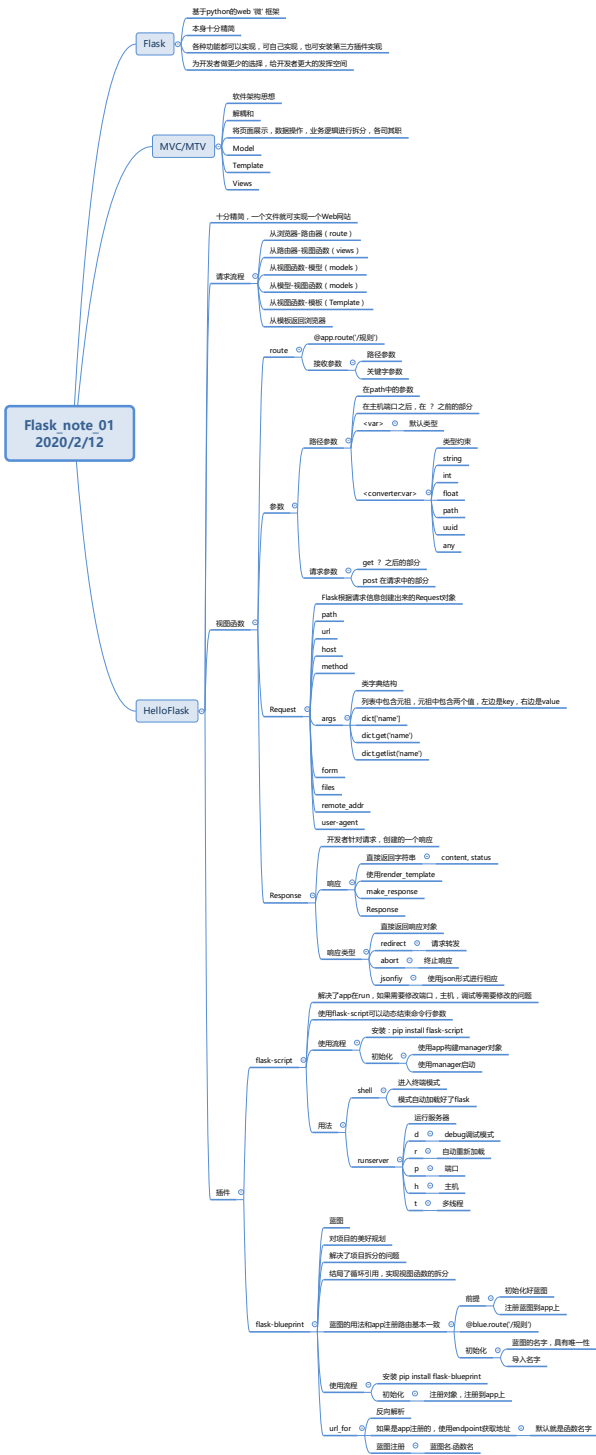 Flask_note_01
2020/2/12
Flask
基于python的web '微' 框架
本身十分精简
各种功能都可以实现，可自己实现，也可安装第三方插件实现
为开发者做更少的选择，给开发者更大的发挥空间
MVC/MTV
软件架构思想
解耦和
将页面展示，数据操作，业务逻辑进行拆分，各司其职
Model
Template
Views
HelloFlask
十分精简，一个文件就可实现一个Web网站
请求流程
从浏览器-路由器（route）
从路由器-视图函数（views）
从视图函数-模型（models）
从模型-视图函数（models）
从视图函数-模板（Template）
从模板返回浏览器
视图函数
route
@app.route('/规则')
接收参数
路径参数
关键字参数
参数
路径参数
在path中的参数
在主机端口之后，在 ？ 之前的部分
<var>
默认类型
<converter:var>
类型约束
string
int
float
path
uuid
any
请求参数
get ？ 之后的部分
post 在请求中的部分
Request
Flask根据请求信息创建出来的Request对象
path
url
host
method
args
类字典结构
列表中包含元祖，元祖中包含两个值，左边是key，右边是value
dict['name']
dict.get('name')
dict.getlist('name')
form
files
remote_addr
user-agent
Response
开发者针对请求，创建的一个响应
响应
直接返回字符串
content, status
使用render_template
make_response
Response
响应类型
直接返回响应对象
redirect
请求转发
abort
终止响应
jsonfiy
使用json形式进行相应
插件
flask-script
解决了app在run，如果需要修改端口，主机，调试等需要修改的问题
使用flask-script可以动态结束命令行参数
使用流程
安装：pip install flask-script
初始化
使用app构建manager对象
使用manager启动
用法
shell
进入终端模式
模式自动加载好了flask
runserver
运行服务器
d
debug调试模式
r
自动重新加载
p
端口
h
主机
t
多线程
flask-blueprint
蓝图
对项目的美好规划
解决了项目拆分的问题
结局了循环引用，实现视图函数的拆分
蓝图的用法和app注册路由基本一致
前提
初始化好蓝图
注册蓝图到app上
@blue.route('/规则')
初始化
蓝图的名字，具有唯一性
导入名字
使用流程
安装 pip install flask-blueprint
初始化
注册对象，注册到app上
url_for
反向解析
如果是app注册的，使用endpoint获取地址
默认就是函数名字
蓝图注册
蓝图名.函数名